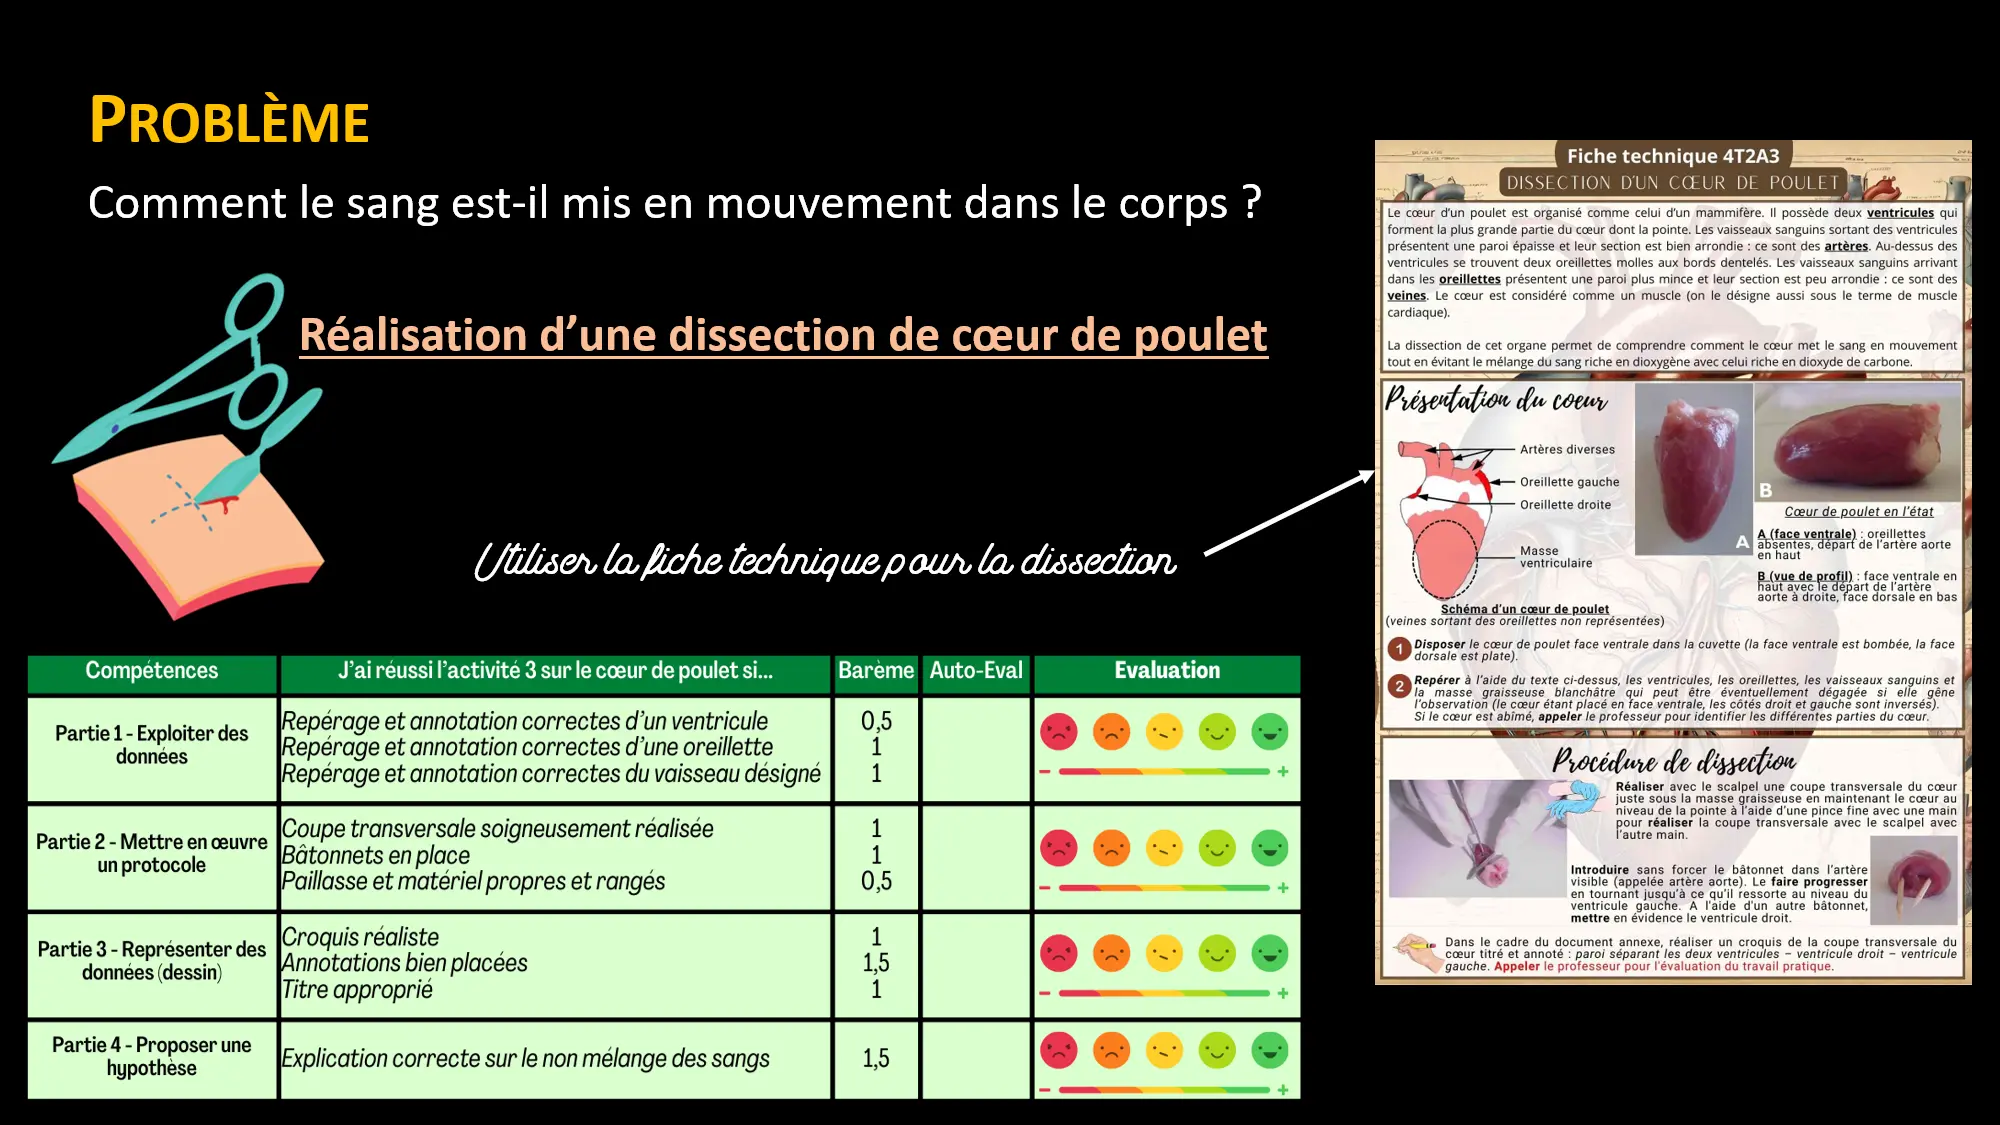 PROBLÈME
Comment le sang est-il mis en mouvement dans le corps ?
Réalisation d’une dissection de cœur de poulet
Utiliser la fiche technique pour la dissection
Compétences
J’ai réussi l’activité 3 sur le cœur de poulet si...
Barème
Auto-Eval
Evaluation
Partie 1 - Exploiter des
données
Repérage et annotation correctes d’un ventricule
0,5
Repérage et annotation correctes d’une oreillette
1
Repérage et annotation correctes du vaisseau désigné
1
- +
Partie 2 - Mettre en œuvre
un protocole
Coupe transversale soigneusement réalisée
1
Bâtonnets en place
1
Paillasse et matériel propres et rangés
0,5
- +
Partie 3 - Représenter des
données (dessin)
Croquis réaliste
1
Annotations bien placées
1,5
Titre approprié
1
- +
Partie 4 - Proposer une
hypothèse
Explication correcte sur le non mélange des sangs
1,5
- +
Fiche technique 4T2A3
DISSECTION D'UN CŒUR DE POULET
Le cœur d’un poulet est organisé comme celui d’un mammifère. Il possède deux ventricules qui
forment la plus grande partie du cœur dont la pointe. Les vaisseaux sanguins sortant des ventricules
présentent une paroi épaisse et leur section est bien arrondie : ce sont des artères. Au-dessus des
ventricules se trouvent deux oreillettes molles aux bords dentelés. Les vaisseaux sanguins arrivant
dans les oreillettes présentent une paroi plus mince et leur section est peu arrondie : ce sont des
veines. Le cœur est considéré comme un muscle (on le désigne aussi sous le terme de muscle
cardiaque).
La dissection de cet organe permet de comprendre comment le cœur met le sang en mouvement
tout en évitant le mélange du sang riche en dioxygène avec celui riche en dioxyde de carbone.
Présentation du coeur
Artères diverses
Oreillette gauche
Oreillette droite
Masse
ventriculaire
Schéma d’un cœur de poulet
(veines sortant des oreillettes non représentées)
A
B
Cœur de poulet en l’état
A (face ventrale) : oreillettes
absentes, départ de l’artère aorte
en haut
B (vue de profil) : face ventrale en
haut avec le départ de l’artère
aorte à droite, face dorsale en bas
1 Disposer le cœur de poulet face ventrale dans la cuvette (la face ventrale est bombée, la face
dorsale est plate).
2 Repérer à l’aide du texte ci-dessus, les ventricules, les oreillettes, les vaisseaux sanguins et
la masse graisseuse blanchâtre qui peut être éventuellement dégagée si elle gêne
l’observation (le cœur étant placé en face ventrale, les côtés droit et gauche sont inversés).
Si le cœur est abîmé, appeler le professeur pour identifier les différentes parties du cœur.
Procédure de dissection
Réaliser avec le scalpel une coupe transversale du cœur
juste sous la masse graisseuse en maintenant le cœur au
niveau de la pointe à l’aide d’une pince fine avec une main
pour réaliser la coupe transversale avec le scalpel avec
l’autre main.
Introduire sans forcer le bâtonnet dans l’artère
visible (appelée artère aorte). Le faire progresser
en tournant jusqu’à ce qu’il ressorte au niveau du
ventricule gauche. A l'aide d'un autre bâtonnet,
mettre en évidence le ventricule droit.
Dans le cadre du document annexe, réaliser un croquis de la coupe transversale du
cœur titré et annoté : paroi séparant les deux ventricules – ventricule droit – ventricule
gauche. Appeler le professeur pour l'évaluation du travail pratique.